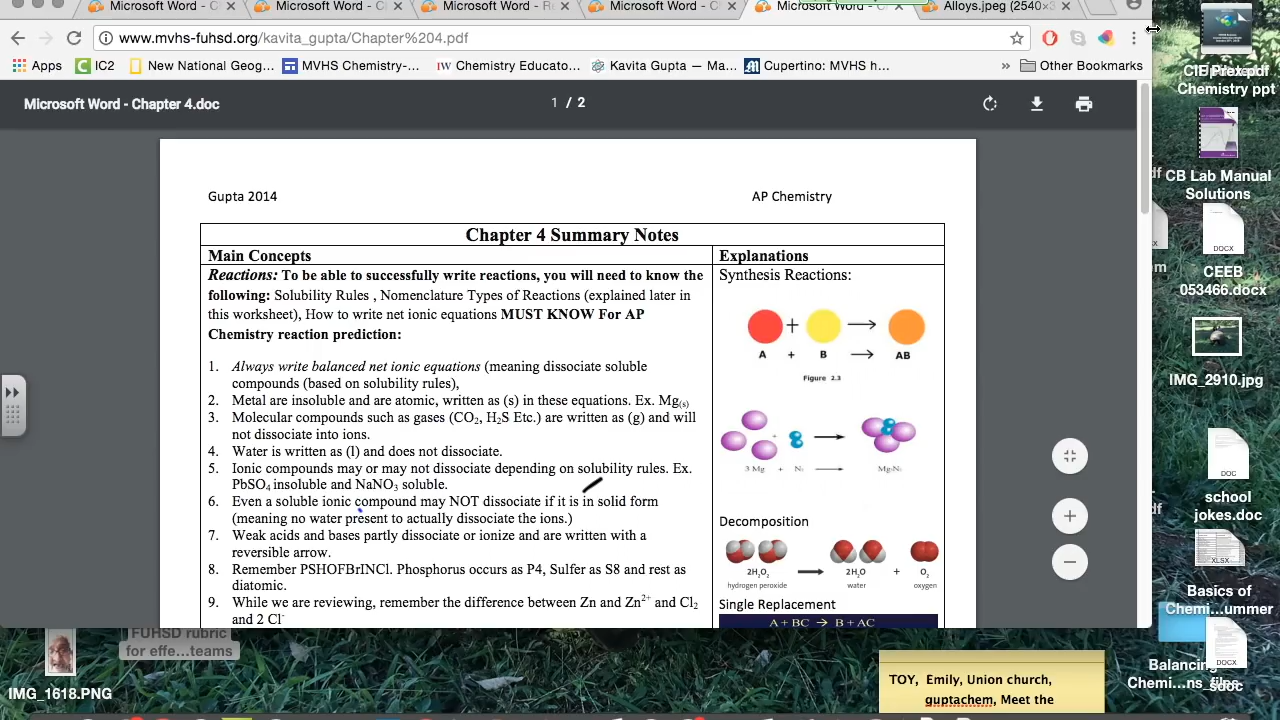 Microsoft Word - C
Microsoft Word - C
Microsoft Word - Fi
Microsoft Word - C
Microsoft Word - C
Alloys.jpeg (2540×3
www.mvhs-fuhsd.org/kavita_gupta/Chapter%204.pdf
Apps
New National Geog…
MVHS Chemistry-…
Kavita Gupta — Ma…
Cupertino: MVHS h…
»
Other Bookmarks
Microsoft Word - Chapter 4.doc
1 / 2
Gupta 2014
AP Chemistry
Chapter 4 Summary Notes
Main Concepts
Explanations
Reactions: To be able to successfully write reactions, you will need to know the
following: Solubility Rules , Nomenclature Types of Reactions (explained later in
this worksheet), How to write net ionic equations MUST KNOW For AP
Chemistry reaction prediction:
1. Always write balanced net ionic equations (meaning dissociate soluble
compounds (based on solubility rules),
2. Metal are insoluble and are atomic, written as (s) in these equations. Ex. Mg(s)
3. Molecular compounds such as gases (CO2, H2S Etc.) are written as (g) and will
not dissociate into ions.
4. Water is written (l) and does not dissociate.
5. Ionic compounds may or may not dissociate depending on solubility rules. Ex.
PbSO4 insoluble and NaNO3 soluble.
6. Even a soluble ionic compound may NOT dissociate if it is in solid form
(meaning no water present to actually dissociate the ions.)
7. Weak acids and bases partly dissociate or ionize and are written with a
reversible arrow.
8. Remember PSHOFBrINCl. Phosphorus occurs as P4, Sulfer as S8 and rest as
diatomic.
9. While we are reviewing, remember the difference between Zn and Zn2+ and Cl2
and 2 Cl-
Synthesis Reactions:
A + B → AB
Figure 2.3
3 Mg + N2 → Mg3N2
Decomposition
2H2O2 → 2H2O + O2
hydrogen peroxide water oxygen
Single Replacement
A + BC → B + AC
Chemistry ppt
CB Lab Manual
Solutions
DOCX
CEEB
053466.docx
IMG_2910.jpg
DOC
school
jokes.doc
XLSX
Basics of
Chemi…ummer
DOCX
FUHSD rubric
for effe…teams
IMG_1618.PNG
TOY, Emily, Union church,
guptachem, Meet the